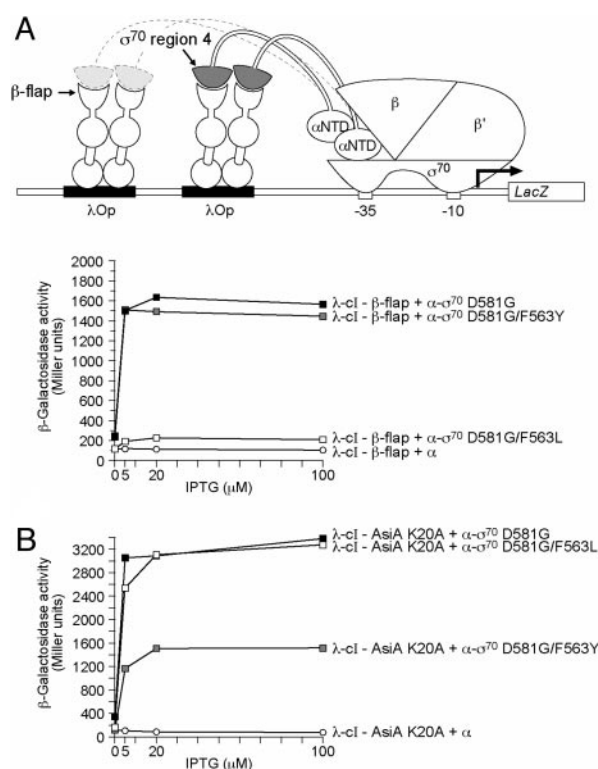 A
σ⁷⁰ region 4
β-flap
αNTD
αNTD
β
β'
σ⁷⁰
λOp
λOp
-35
-10
LacZ
β-Galactosidase activity
(Miller units)
2000
1800
1600
1400
1200
1000
800
600
400
200
0
0 5 20 100
IPTG (μM)
λ-cI - β-flap + α-σ⁷⁰ D581G
λ-cI - β-flap + α-σ⁷⁰ D581G/F563Y
λ-cI - β-flap + α-σ⁷⁰ D581G/F563L
λ-cI - β-flap + α
B
β-Galactosidase activity
(Miller units)
3200
2800
2400
2000
1600
1200
800
400
0
0 5 20 100
IPTG (μM)
λ-cI - AsiA K20A + α-σ⁷⁰ D581G
λ-cI - AsiA K20A + α-σ⁷⁰ D581G/F563L
λ-cI - AsiA K20A + α-σ⁷⁰ D581G/F563Y
λ-cI - AsiA K20A + α